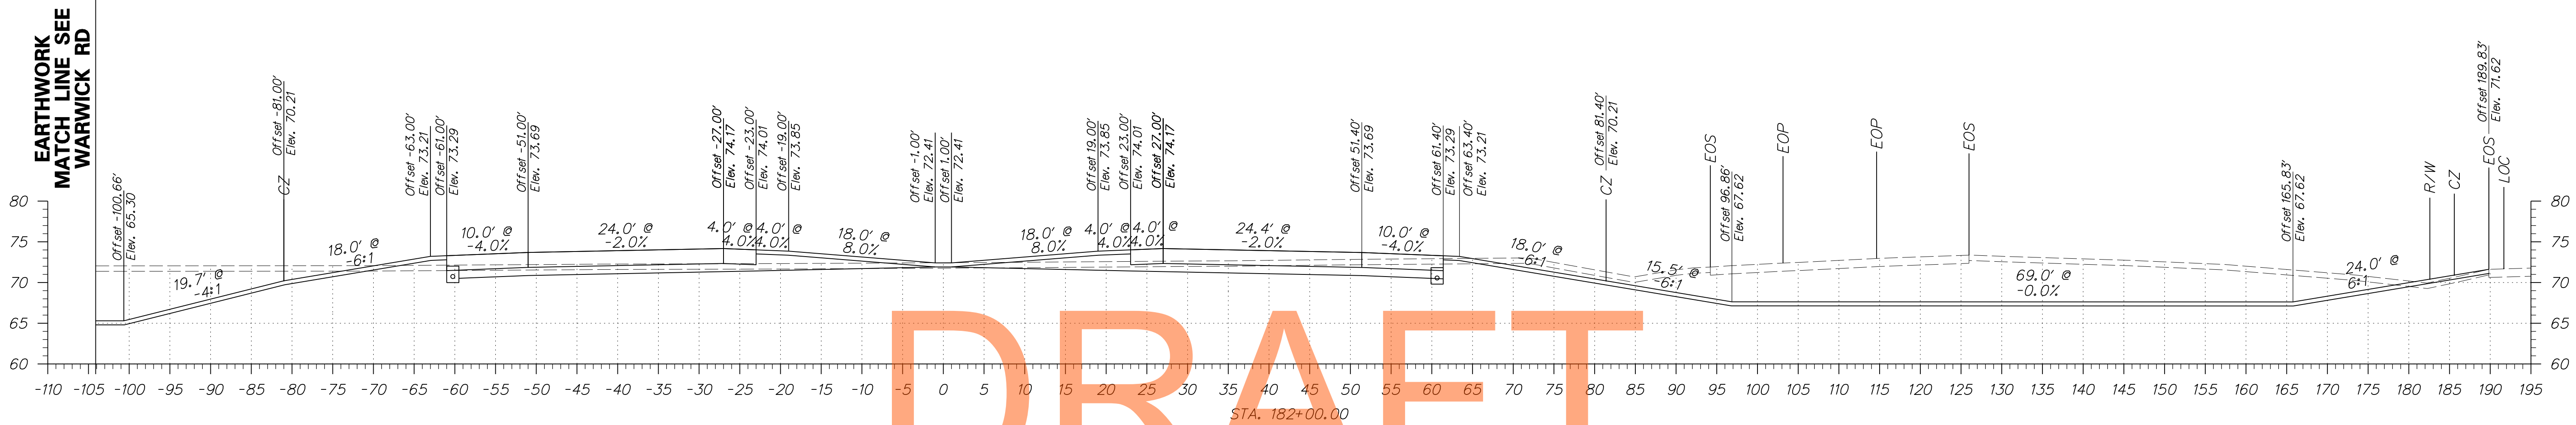 EARTHWORK
MATCH LINE SEE
WARWICK RD
Offset -100.66'
Elev. 65.30
Offset -81.00'
Elev. 70.21
CZ
Offset -63.00'
Elev. 73.21
Offset -61.00'
Elev. 73.29
Offset -51.00'
Elev. 73.69
Offset -27.00'
Elev. 74.17
Offset -23.00'
Elev. 74.01
Offset -19.00'
Elev. 73.85
Offset -1.00'
Elev. 72.41
Offset 1.00'
Elev. 72.41
Offset 19.00'
Elev. 73.85
Offset 23.00'
Elev. 74.01
Offset 27.00'
Elev. 74.17
Offset 51.40'
Elev. 73.69
Offset 61.40'
Elev. 73.29
Offset 63.40'
Elev. 73.21
CZ
Offset 81.40'
Elev. 70.21
EOS
Offset 96.86'
Elev. 67.62
EOP
EOP
EOS
Offset 165.83'
Elev. 67.62
R/W
CZ
EOS
Offset 189.83'
Elev. 71.62
LOC
19.7' @
-4:1
18.0' @
-6:1
10.0' @
-4.0%
24.0' @
-2.0%
4.0' @
4.0%
4.0' @
4.0%
18.0' @
8.0%
18.0' @
8.0%
4.0' @
4.0%
4.0' @
4.0%
24.4' @
-2.0%
10.0' @
-4.0%
18.0' @
-6:1
15.5' @
-6:1
69.0' @
-0.0%
24.0' @
6:1
80
75
70
65
60
80
75
70
65
60
-110 -105 -100 -95 -90 -85 -80 -75 -70 -65 -60 -55 -50 -45 -40 -35 -30 -25 -20 -15 -10 -5 0 5 10 15 20 25 30 35 40 45 50 55 60 65 70 75 80 85 90 95 100 105 110 115 120 125 130 135 140 145 150 155 160 165 170 175 180 185 190 195
STA. 182+00.00
DRAFT